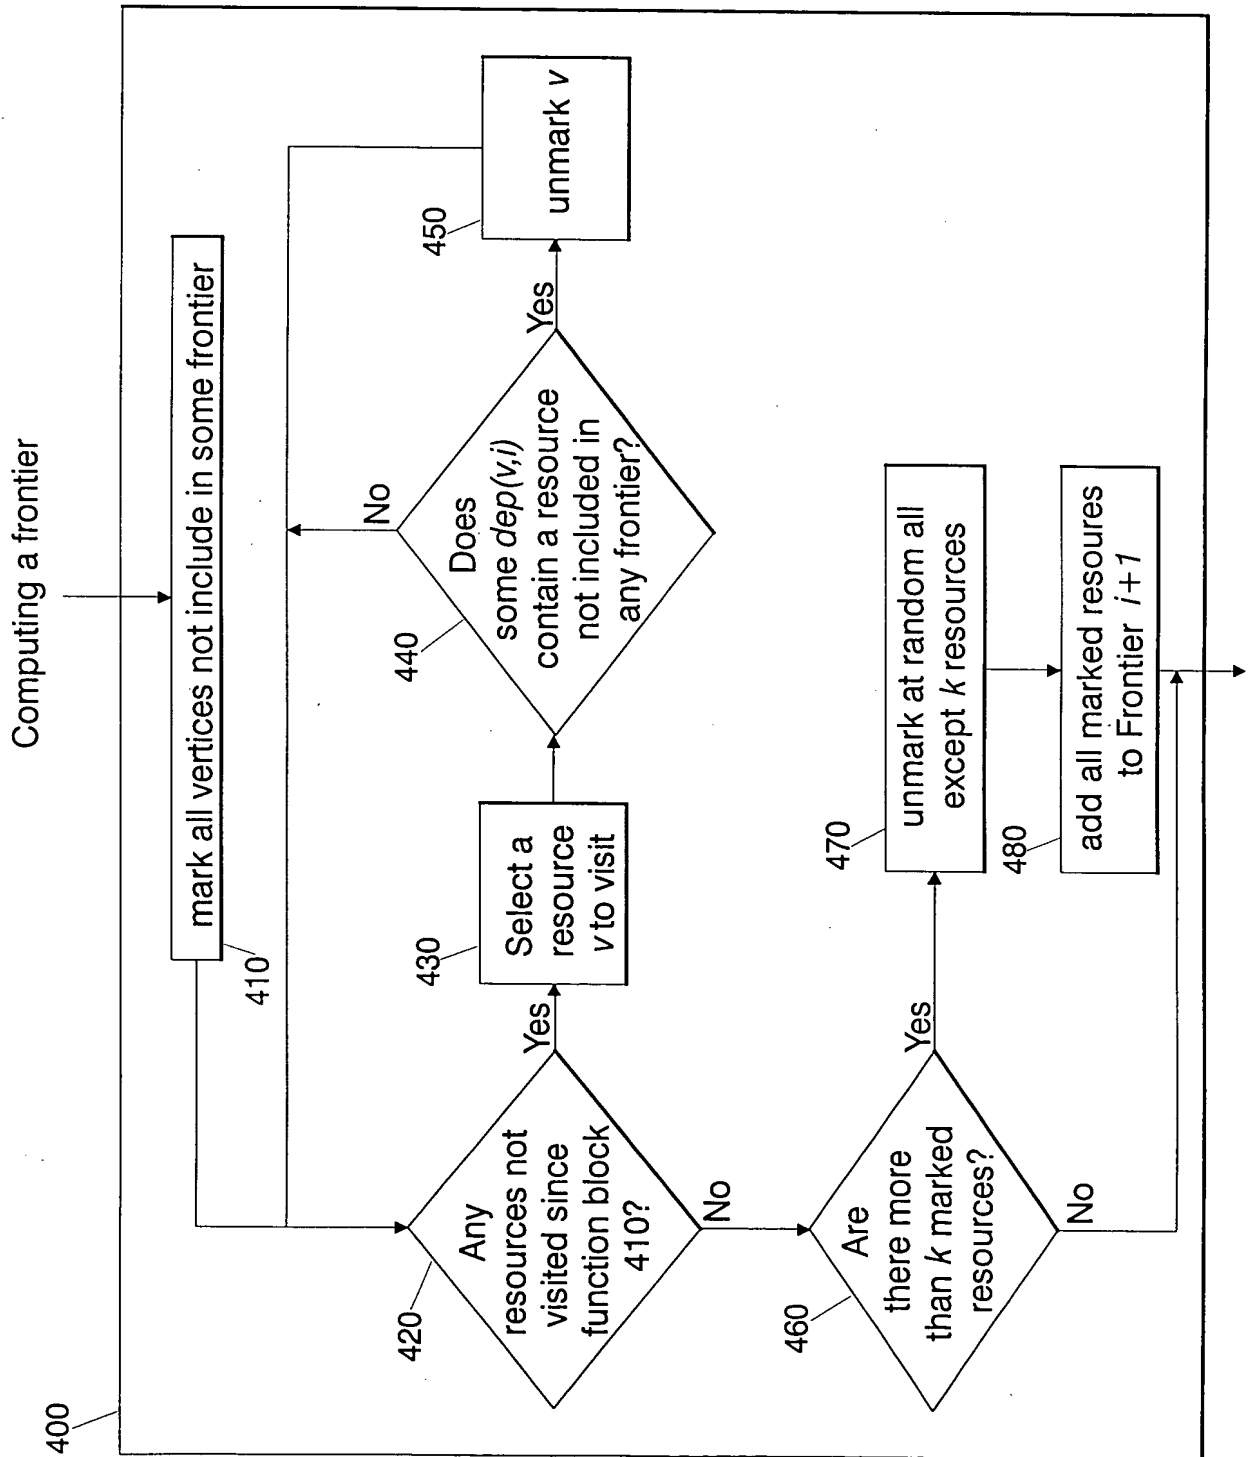 Computing a frontier
400
mark all vertices not include in some frontier
410
Any
resources not
visited since
function block
410?
420
Yes
No
Select a
resource
v to visit
430
Does
some dep(v,i)
contain a resource
not included in
any frontier?
440
No
Yes
unmark v
450
Are
there more
than k marked
resources?
460
Yes
No
unmark at random all
except k resources
470
add all marked resoures
to Frontier i+1
480